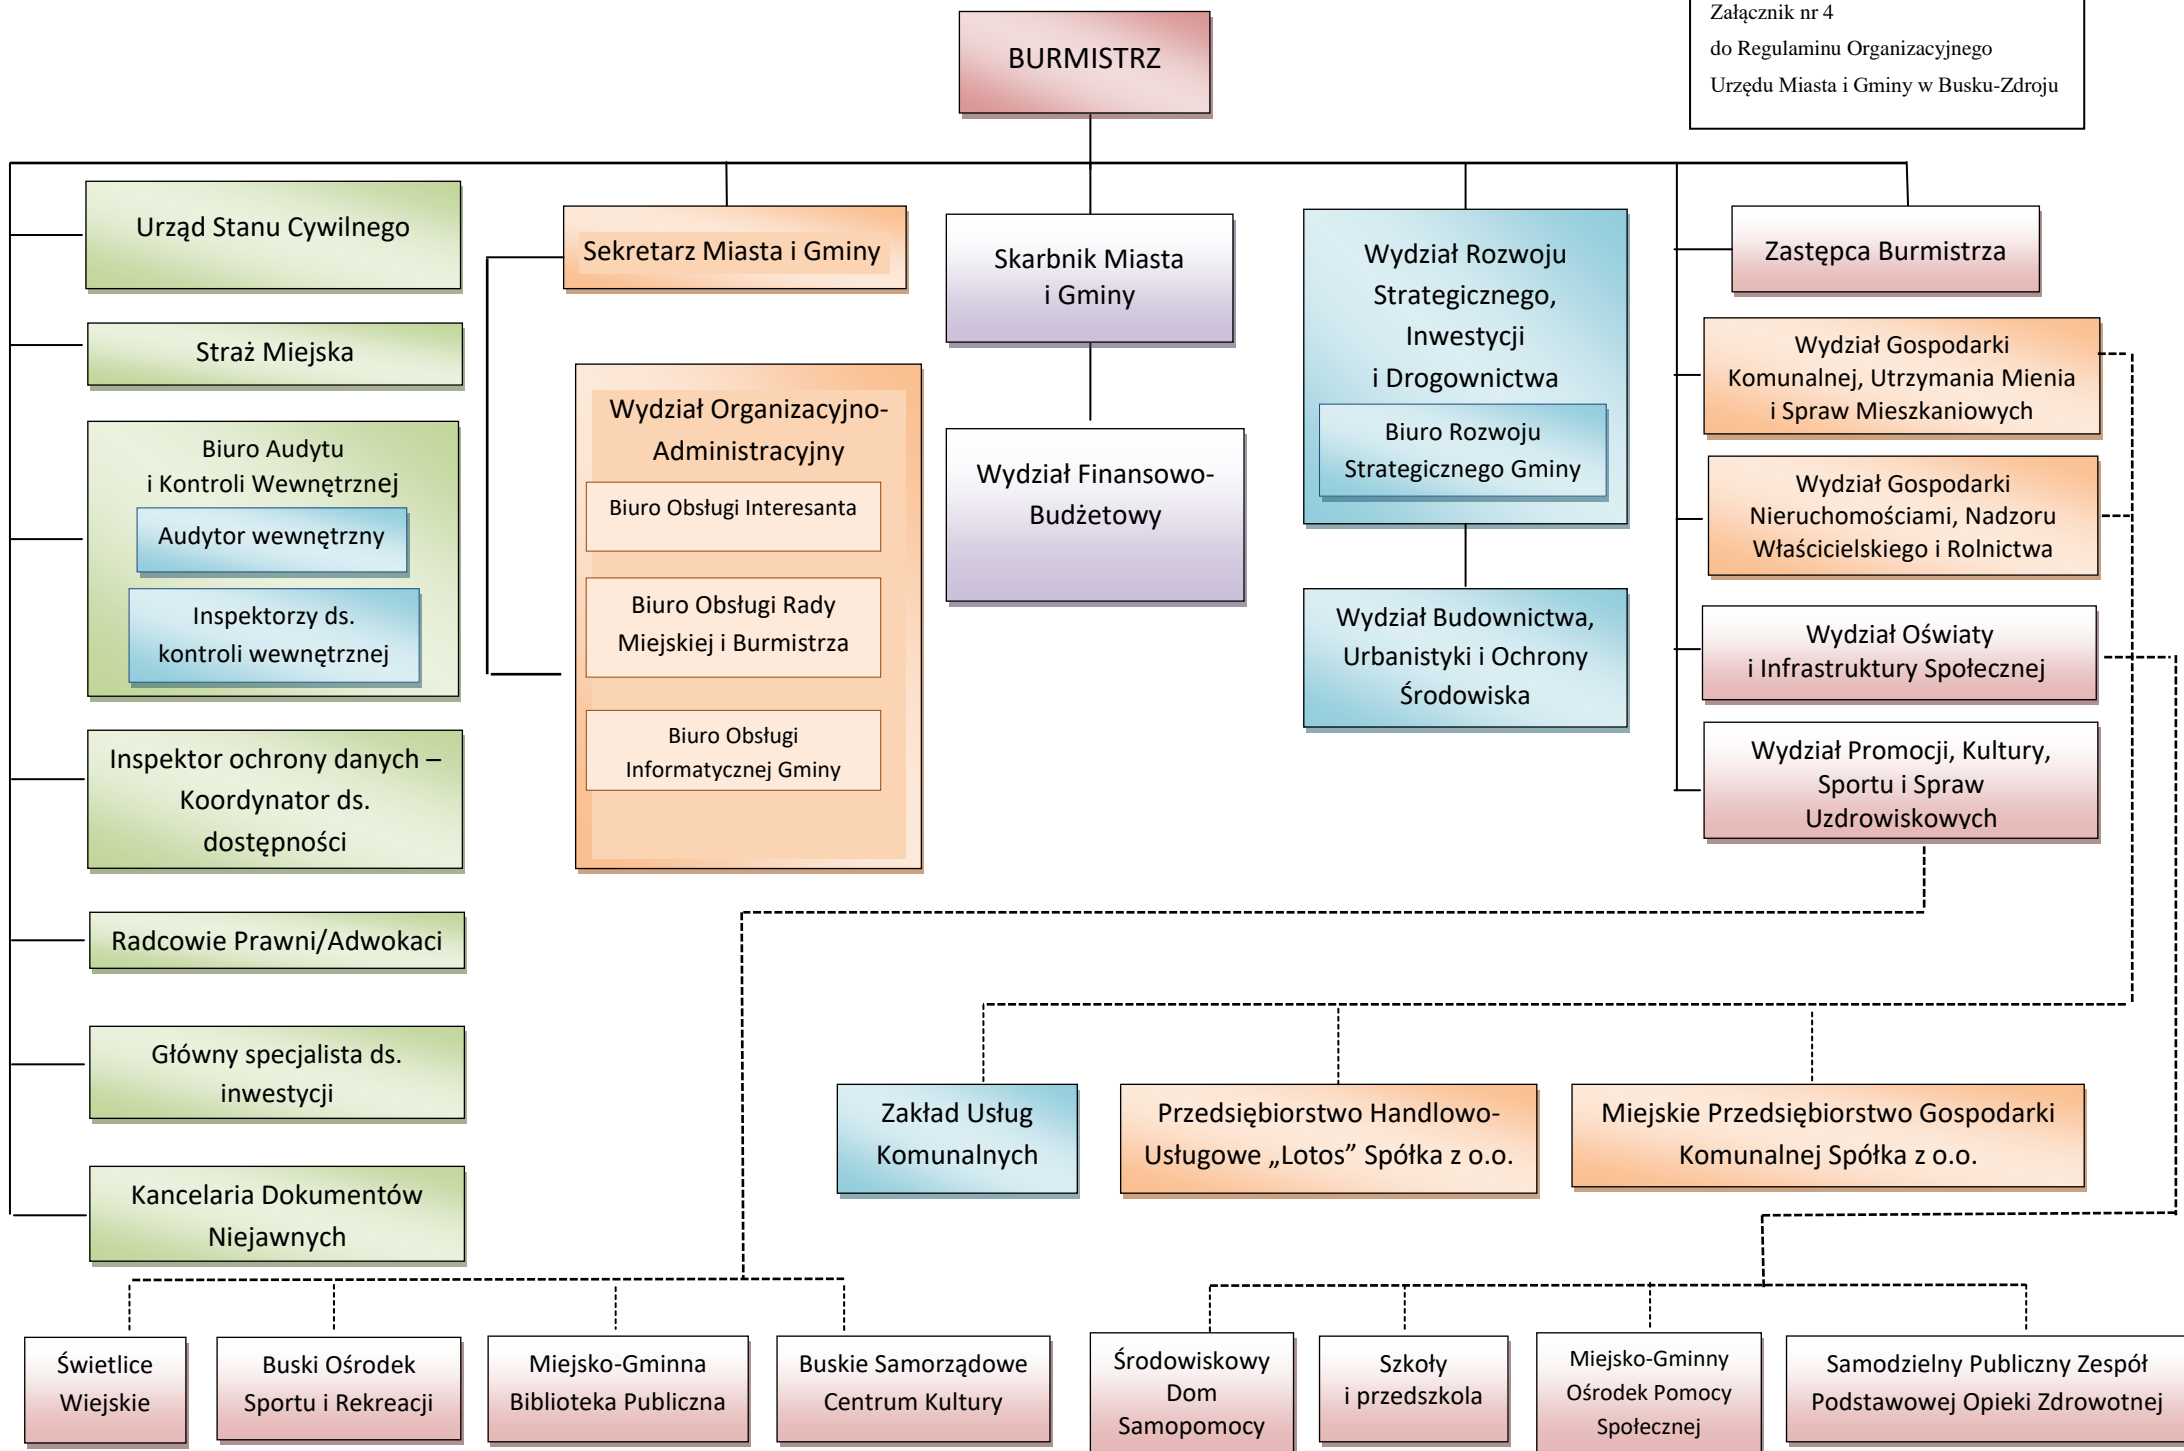 Załącznik nr 4
do Regulaminu Organizacyjnego
Urzędu Miasta i Gminy w Busku-Zdroju
BURMISTRZ
Urząd Stanu Cywilnego
Straż Miejska
Biuro Audytu
i Kontroli Wewnętrznej
Audytor wewnętrzny
Inspektorzy ds.
kontroli wewnętrznej
Inspektor ochrony danych –
Koordynator ds.
dostępności
Radcowie Prawni/Adwokaci
Główny specjalista ds.
inwestycji
Kancelaria Dokumentów
Niejawnych
Sekretarz Miasta i Gminy
Wydział Organizacyjno-
Administracyjny
Biuro Obsługi Interesanta
Biuro Obsługi Rady
Miejskiej i Burmistrza
Biuro Obsługi
Informatycznej Gminy
Skarbnik Miasta
i Gminy
Wydział Finansowo-
Budżetowy
Wydział Rozwoju
Strategicznego,
Inwestycji
i Drogownictwa
Biuro Rozwoju
Strategicznego Gminy
Wydział Budownictwa,
Urbanistyki i Ochrony
Środowiska
Zastępca Burmistrza
Wydział Gospodarki
Komunalnej, Utrzymania Mienia
i Spraw Mieszkaniowych
Wydział Gospodarki
Nieruchomościami, Nadzoru
Właścicielskiego i Rolnictwa
Wydział Oświaty
i Infrastruktury Społecznej
Wydział Promocji, Kultury,
Sportu i Spraw
Uzdrowiskowych
Zakład Usług
Komunalnych
Przedsiębiorstwo Handlowo-
Usługowe „Lotos” Spółka z o.o.
Miejskie Przedsiębiorstwo Gospodarki
Komunalnej Spółka z o.o.
Świetlice
Wiejskie
Buski Ośrodek
Sportu i Rekreacji
Miejsko-Gminna
Biblioteka Publiczna
Buskie Samorządowe
Centrum Kultury
Środowiskowy
Dom
Samopomocy
Szkoły
i przedszkola
Miejsko-Gminny
Ośrodek Pomocy
Społecznej
Samodzielny Publiczny Zespół
Podstawowej Opieki Zdrowotnej